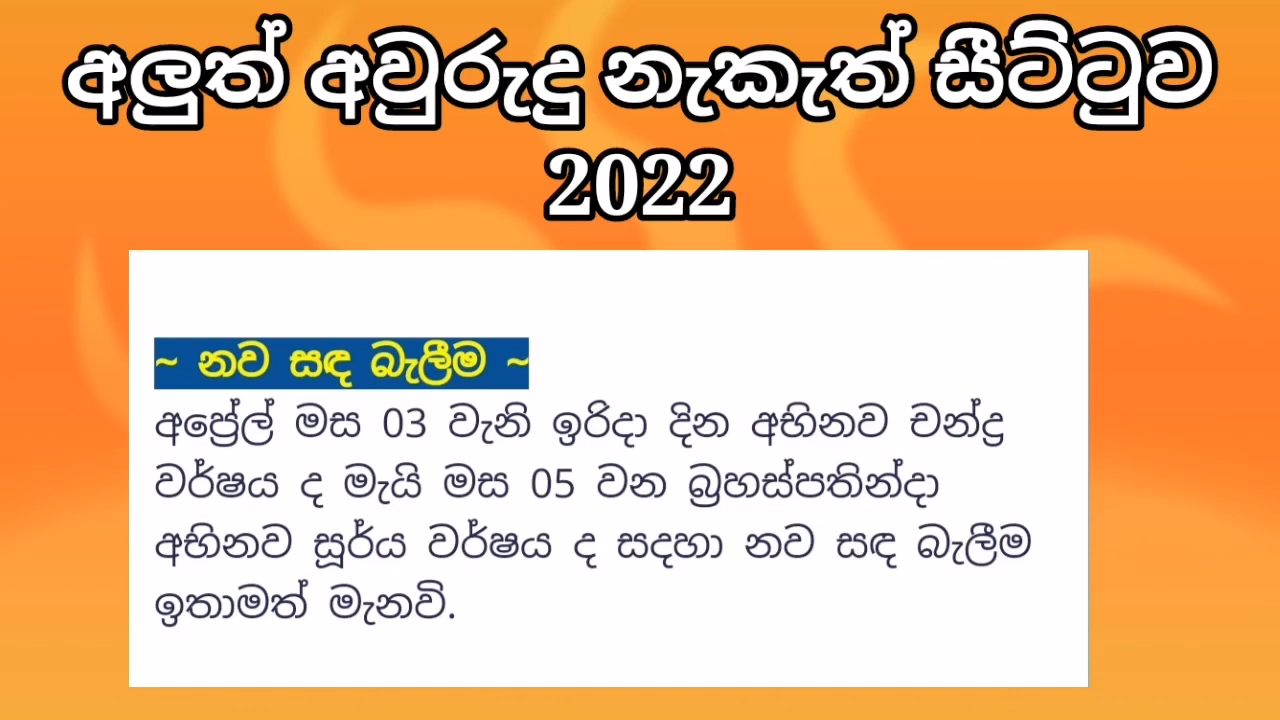 අලුත් අවුරුදු නැකැත් සීට්ටුව
2022
~ නව සඳ බැලීම ~
අප්‍රේල් මස 03 වැනි ඉරිදා දින අභිනව චන්ද්‍ර
වර්ෂය ද මැයි මස 05 වන බ්‍රහස්පතින්දා
අභිනව සූර්ය වර්ෂය ද සදහා නව සඳ බැලීම
ඉතාමත් මැනවි.